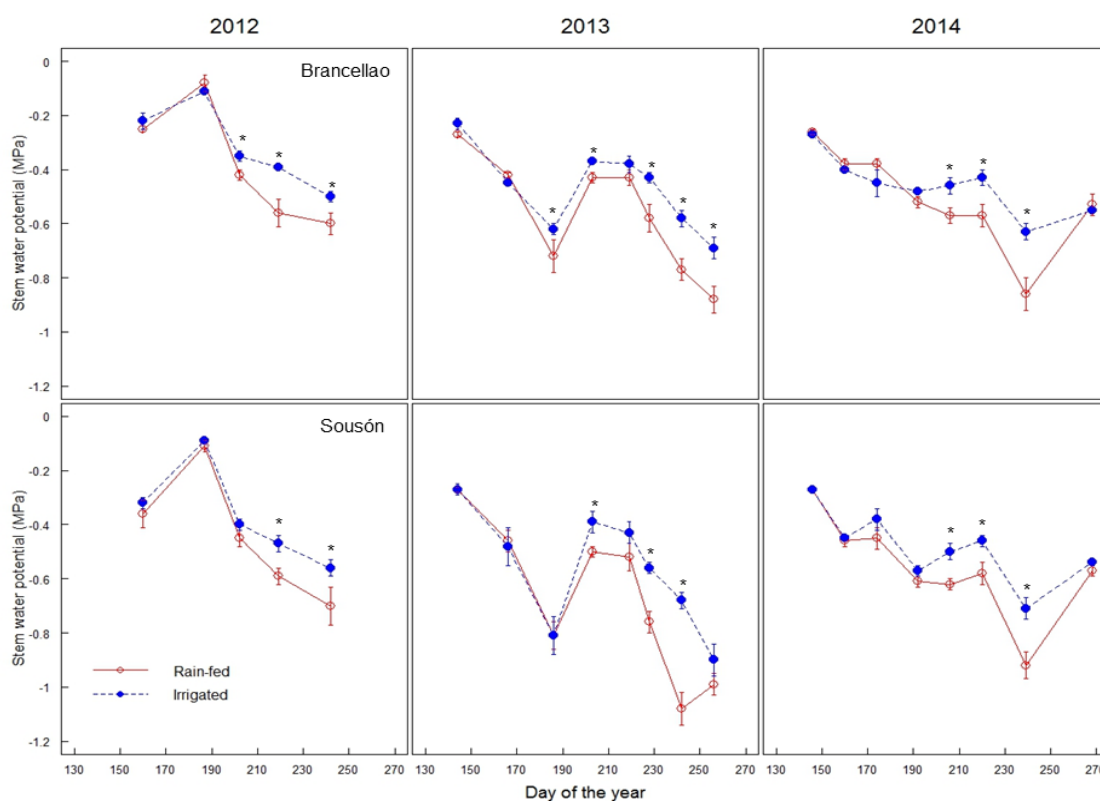 2012 2013 2014
Brancellao
Stem water potential (MPa)
0
-0.2
-0.4
-0.6
-0.8
-1
-1.2
* * *
* * * * *
* * *
Sousón
Stem water potential (MPa)
0
-0.2
-0.4
-0.6
-0.8
-1
-1.2
* *
* * *
* * *
Rain-fed
Irrigated
130 150 170 190 210 230 250 270 130 150 170 190 210 230 250 270 130 150 170 190 210 230 250 270
Day of the year